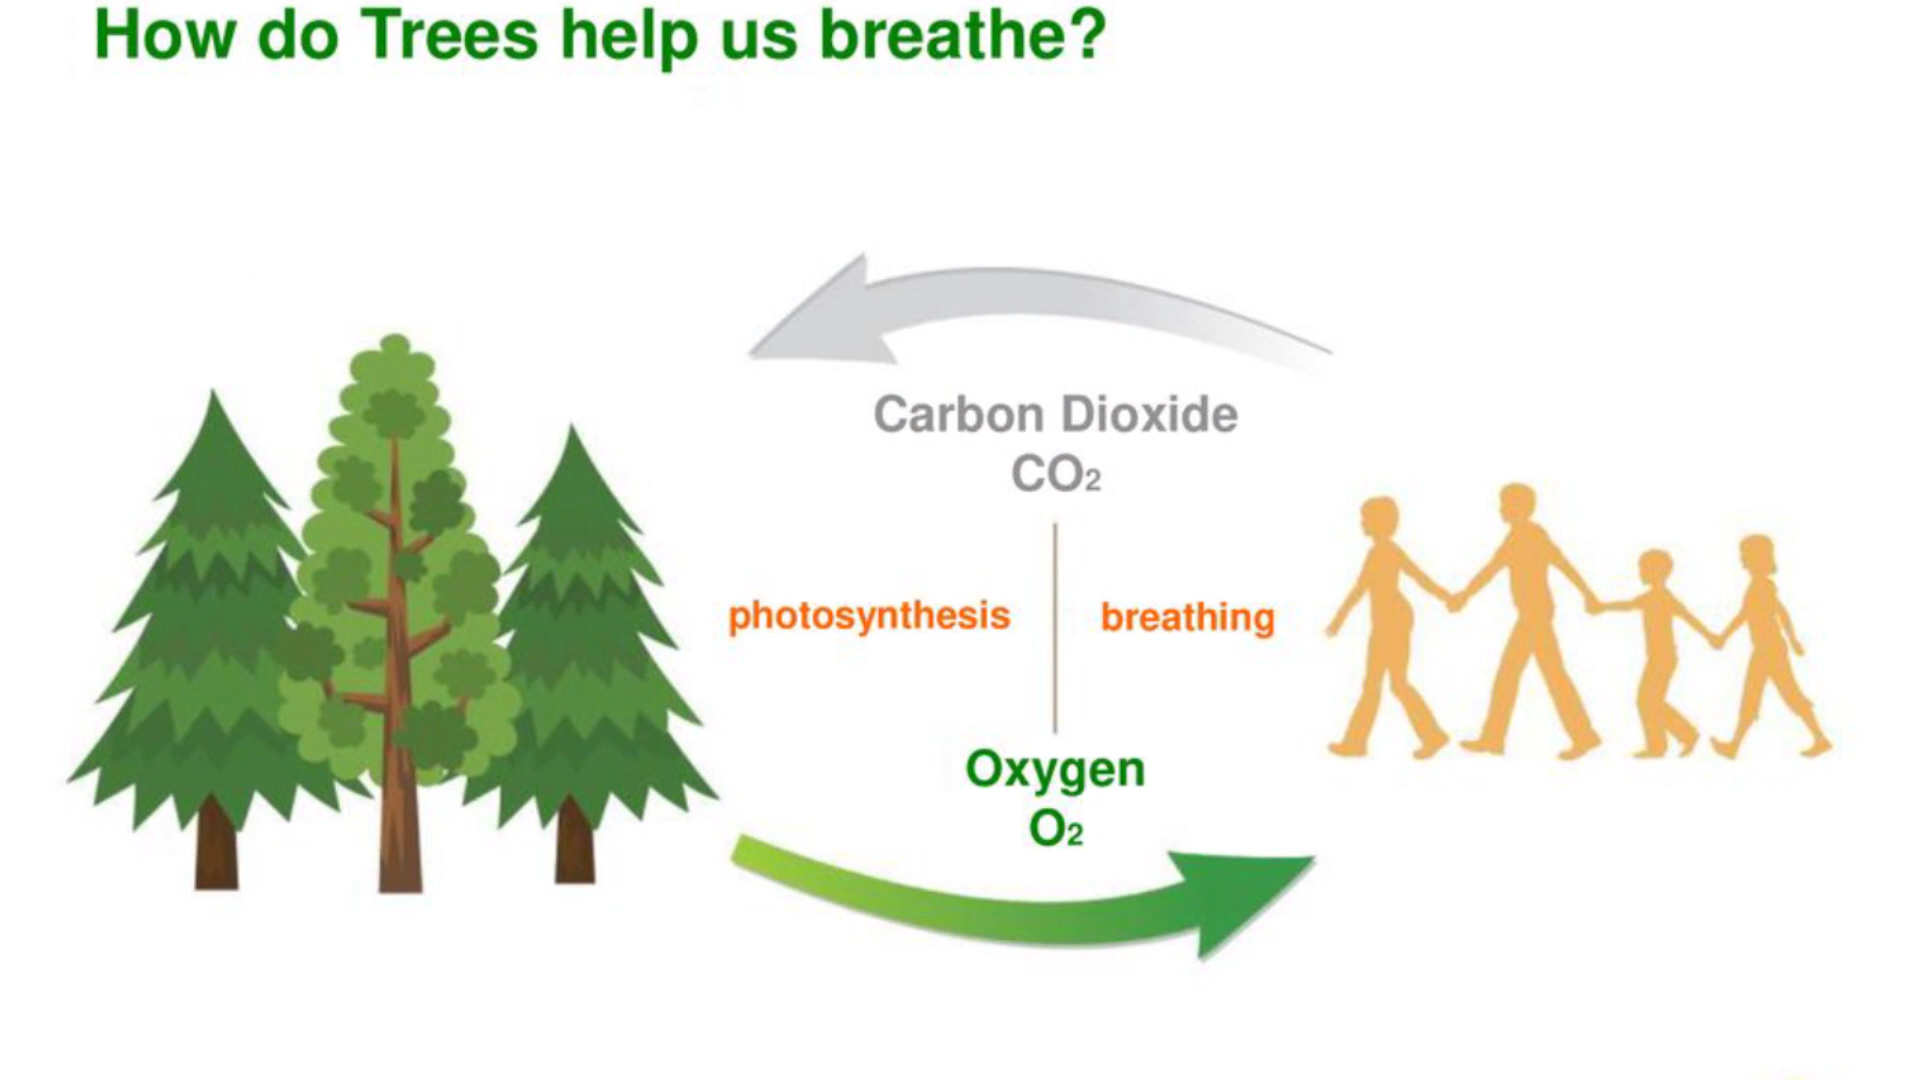 How do Trees help us breathe?
Carbon Dioxide
CO₂
photosynthesis
breathing
Oxygen
O₂